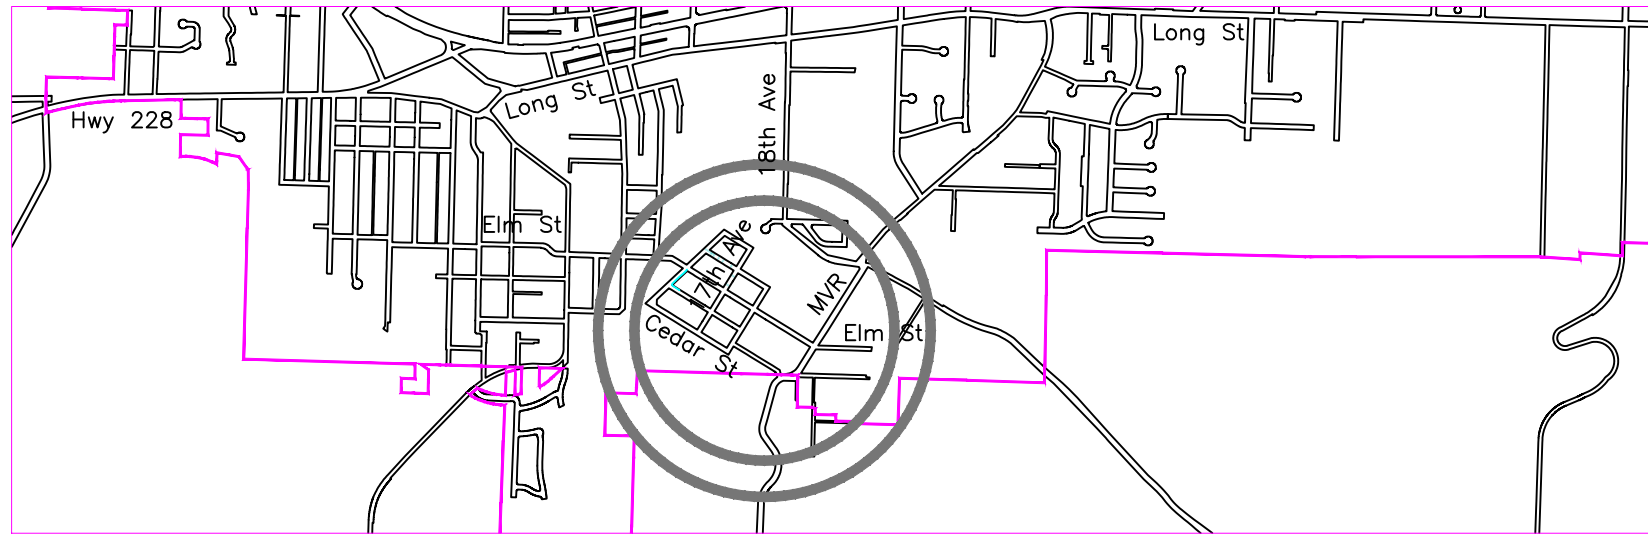 Long St
Long St
Hwy 228
18th Ave
Elm St
17th Ave
MVR
Cedar St
Elm St